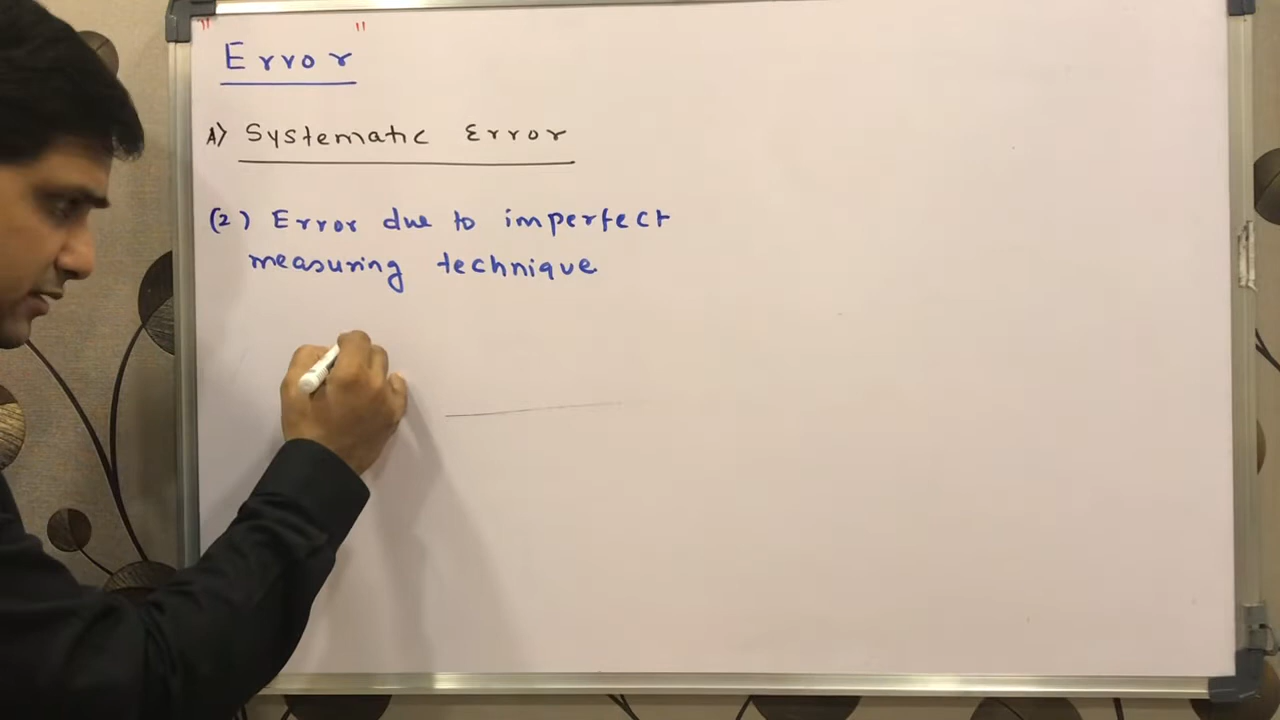 "Error"
A) Systematic Error
(2) Error due to imperfect
measuring technique.